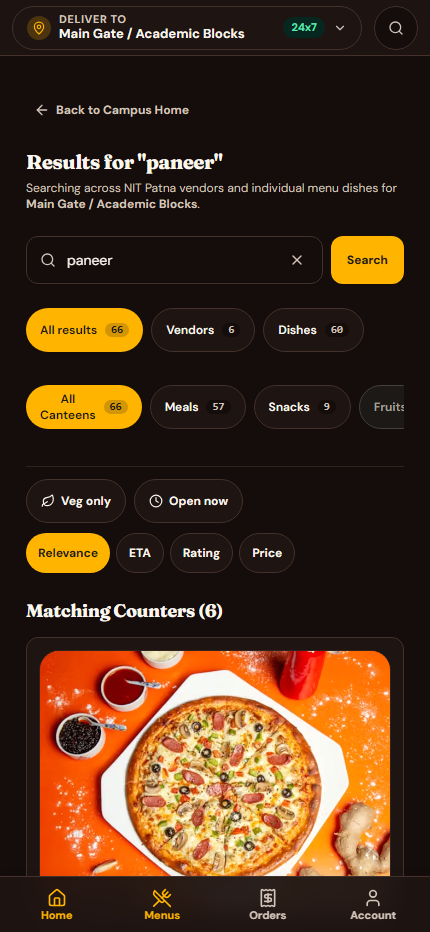 DELIVER TO
Main Gate / Academic Blocks
24x7
Back to Campus Home
Results for "paneer"
Searching across NIT Patna vendors and individual menu dishes for
Main Gate / Academic Blocks.
paneer
Search
All results 66
Vendors 6
Dishes 60
All
Canteens 66
Meals 57
Snacks 9
Fruits
Veg only
Open now
Relevance
ETA
Rating
Price
Matching Counters (6)
Home
Menus
Orders
Account